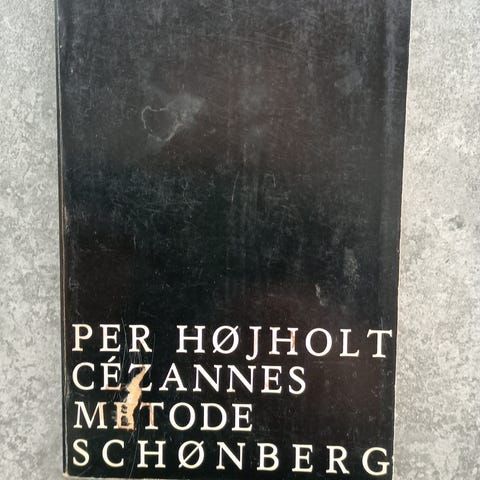 PER HØJHOLT
CÉZANNES
METODE
SCHØNBERG